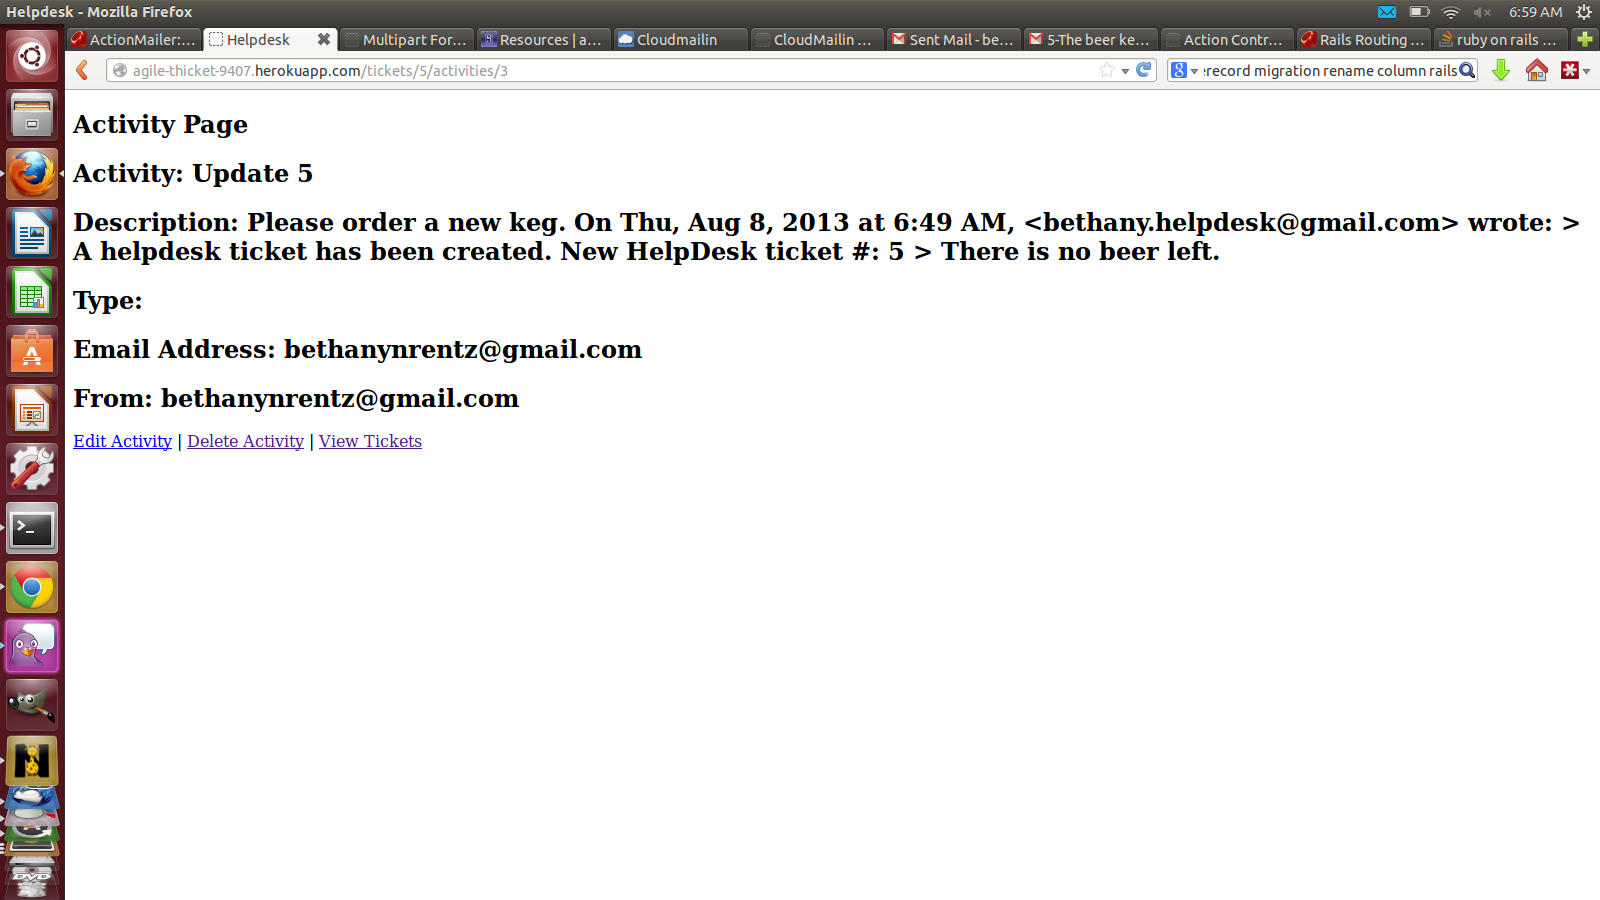 Helpdesk - Mozilla Firefox
6:59 AM
ActionMailer:...
Helpdesk
Multipart For...
Resources | a...
Cloudmailin
CloudMailin ...
Sent Mail - be...
5-The beer ke...
Action Contr...
Rails Routing ...
ruby on rails ...
agile-thicket-9407.herokuapp.com/tickets/5/activities/3
record migration rename column rails
Activity Page
Activity: Update 5
Description: Please order a new keg. On Thu, Aug 8, 2013 at 6:49 AM, <bethany.helpdesk@gmail.com> wrote: >
A helpdesk ticket has been created. New HelpDesk ticket #: 5 > There is no beer left.
Type:
Email Address: bethanynrentz@gmail.com
From: bethanynrentz@gmail.com
Edit Activity | Delete Activity | View Tickets